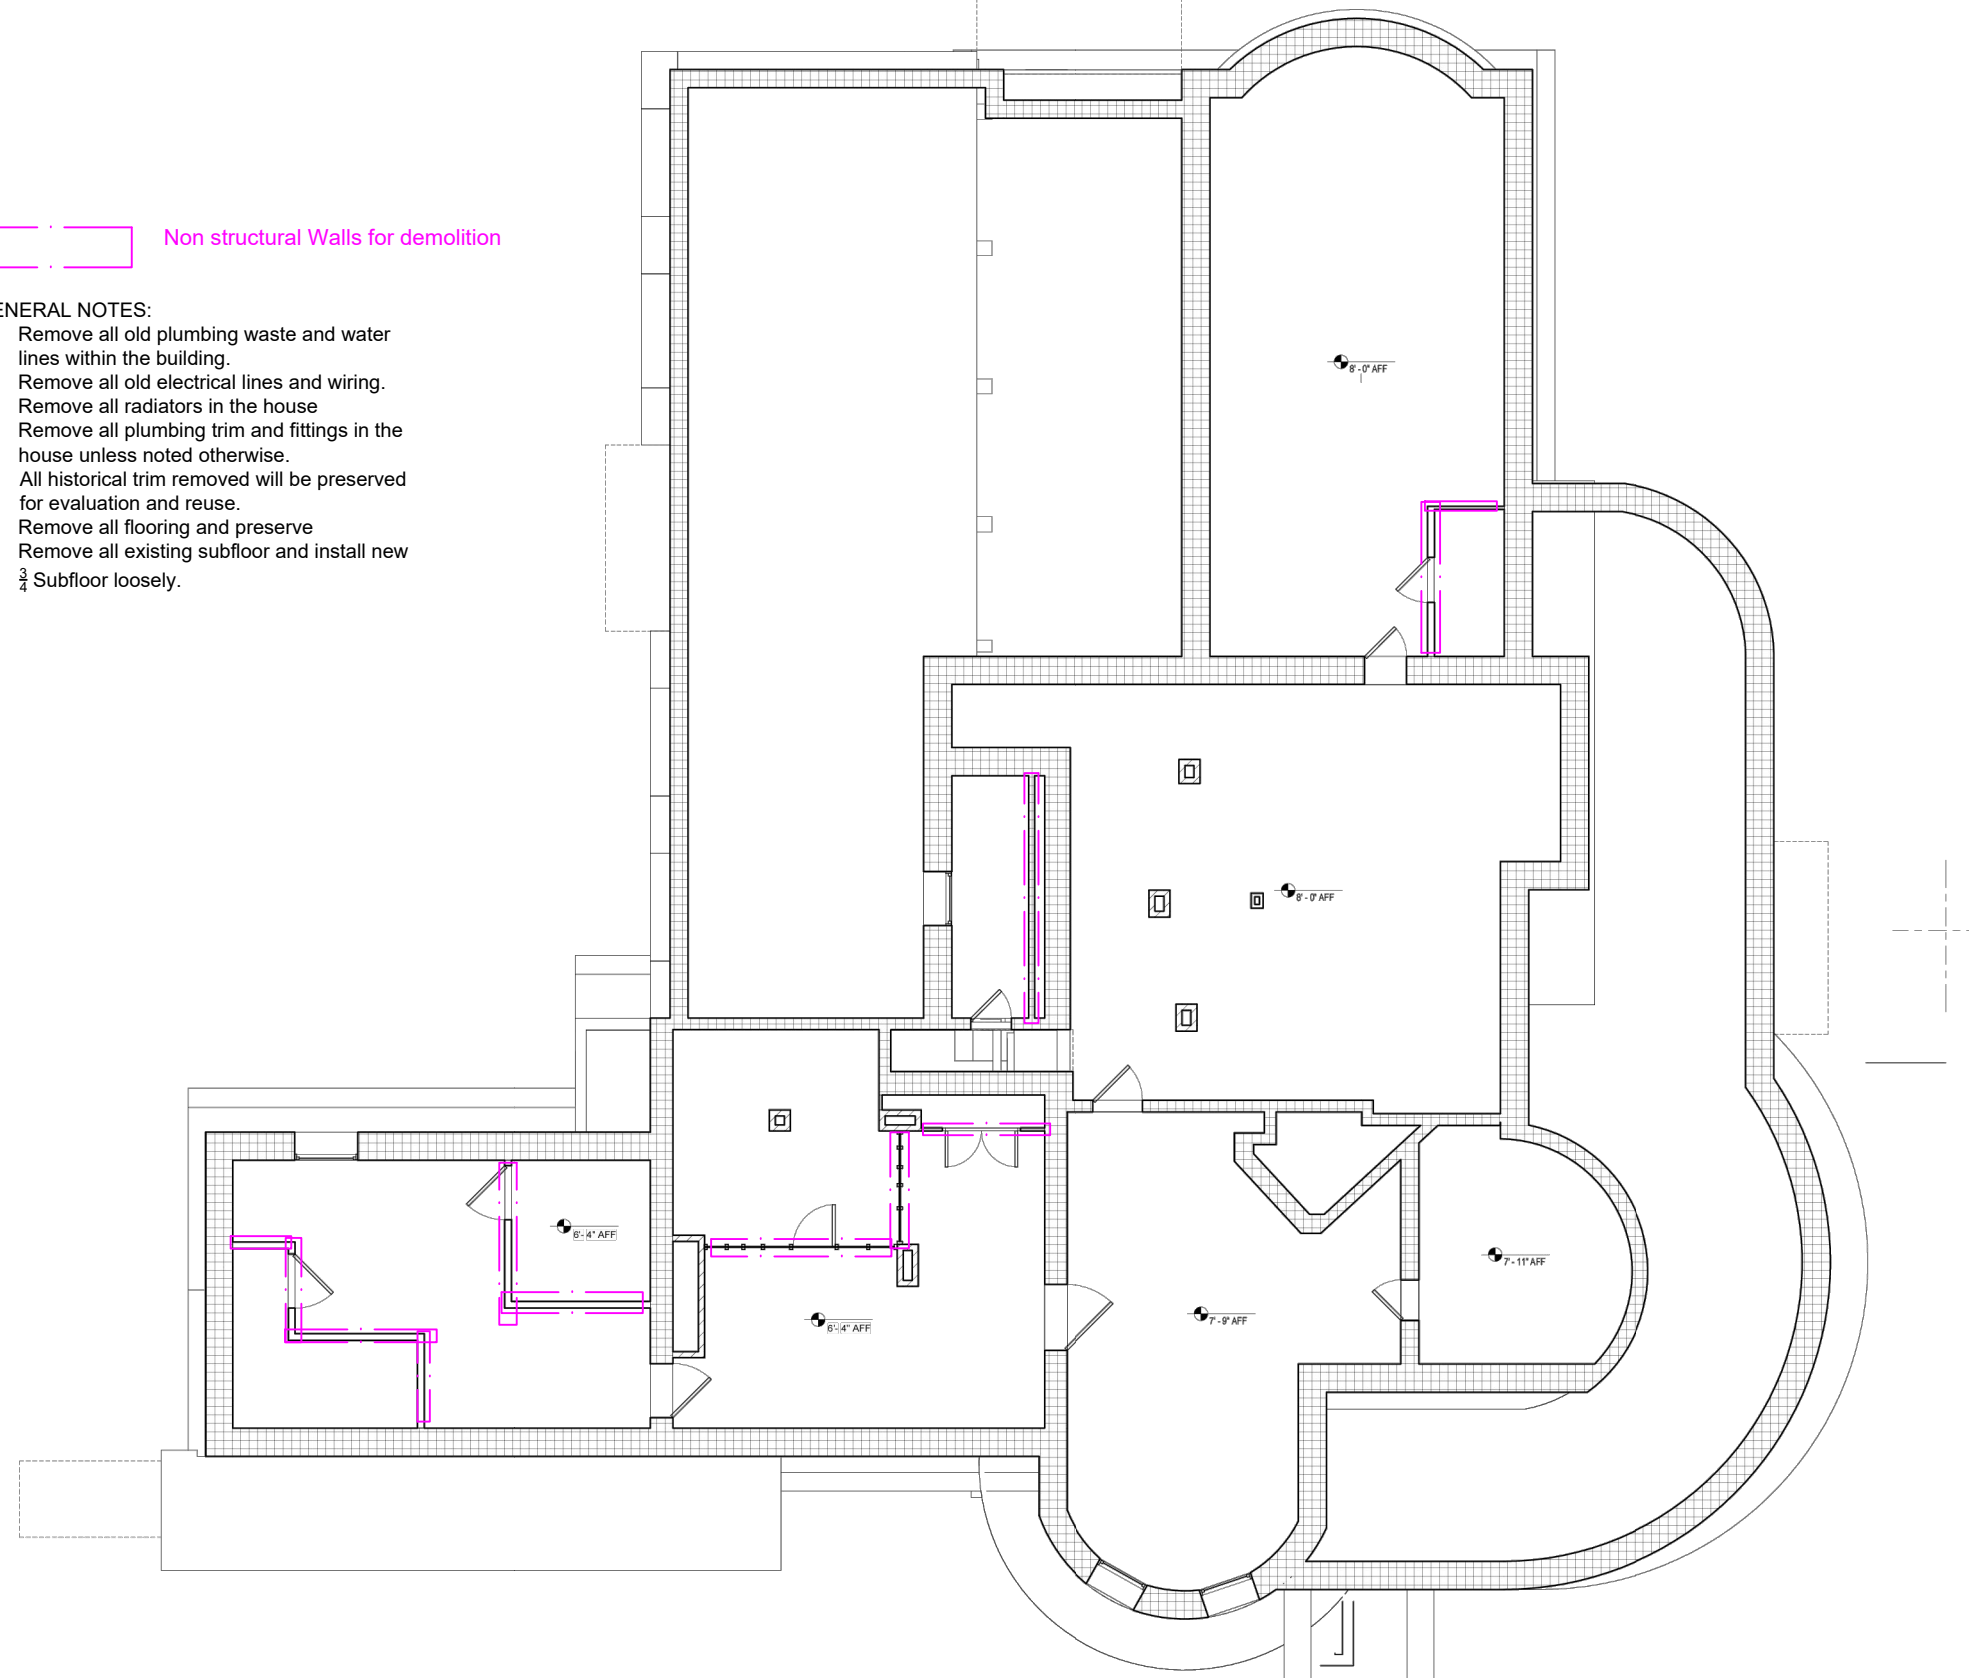 Non structural Walls for demolition
ENERAL NOTES:
Remove all old plumbing waste and water
lines within the building.
Remove all old electrical lines and wiring.
Remove all radiators in the house
Remove all plumbing trim and fittings in the
house unless noted otherwise.
All historical trim removed will be preserved
for evaluation and reuse.
Remove all flooring and preserve
Remove all existing subfloor and install new
3/4 Subfloor loosely.
8' - 0" AFF
8' - 0" AFF
6'- 4" AFF
7' - 11" AFF
7' - 9" AFF
6'- 4" AFF